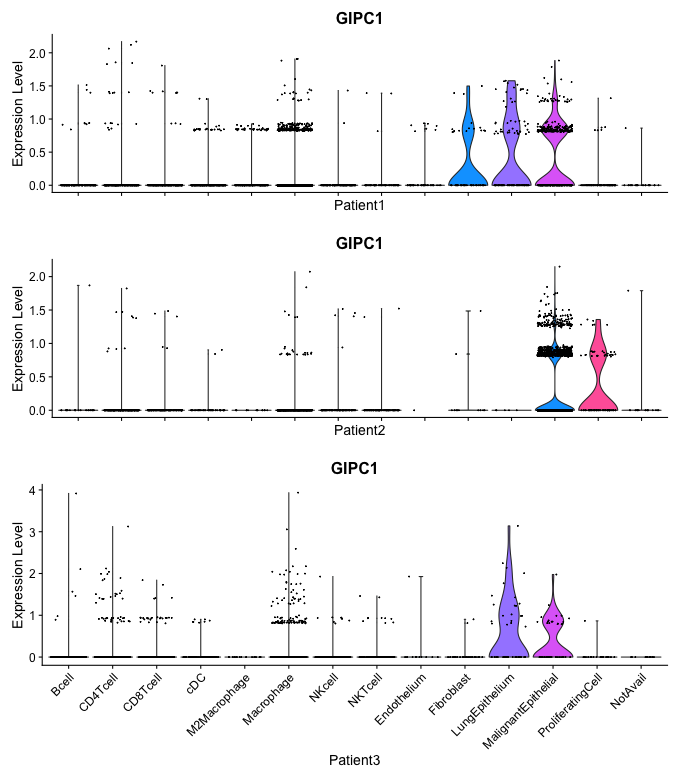 GIPC1
Expression Level
2.0
1.5
1.0
0.5
0.0
Patient1
GIPC1
Expression Level
2.0
1.5
1.0
0.5
0.0
Patient2
GIPC1
Expression Level
4
3
2
1
0
Bcell
CD4Tcell
CD8Tcell
cDC
M2Macrophage
Macrophage
NKcell
NKTcell
Endothelium
Fibroblast
LungEpithelium
MalignantEpithelial
ProliferatingCell
NotAvail
Patient3